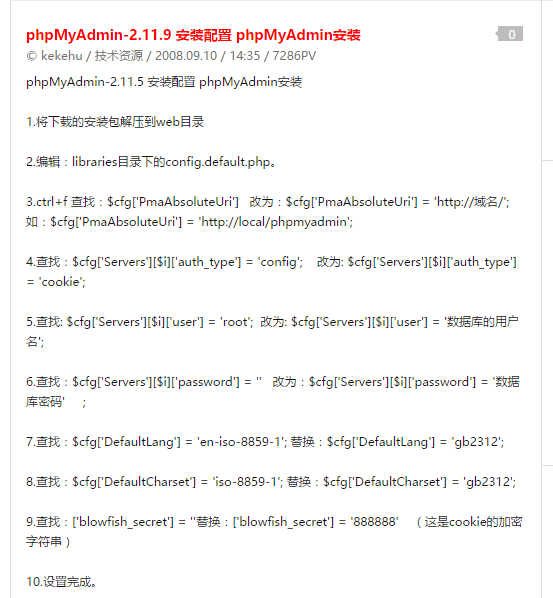 phpMyAdmin-2.11.9 安装配置 phpMyAdmin安装
0
© kekehu / 技术资源 / 2008.09.10 / 14:35 / 7286PV
phpMyAdmin-2.11.5 安装配置 phpMyAdmin安装
1.将下载的安装包解压到web目录
2.编辑：libraries目录下的config.default.php。
3.ctrl+f 查找：$cfg['PmaAbsoluteUri'] 改为：$cfg['PmaAbsoluteUri'] = 'http://域名/';
如：$cfg['PmaAbsoluteUri'] = 'http://local/phpmyadmin';
4.查找：$cfg['Servers'][$i]['auth_type'] = 'config'; 改为: $cfg['Servers'][$i]['auth_type']
= 'cookie';
5.查找: $cfg['Servers'][$i]['user'] = 'root'; 改为: $cfg['Servers'][$i]['user'] = '数据库的用户
名';
6.查找：$cfg['Servers'][$i]['password'] = '' 改为：$cfg['Servers'][$i]['password'] = '数据
库密码' ;
7.查找：$cfg['DefaultLang'] = 'en-iso-8859-1'; 替换：$cfg['DefaultLang'] = 'gb2312';
8.查找：$cfg['DefaultCharset'] = 'iso-8859-1'; 替换：$cfg['DefaultCharset'] = 'gb2312';
9.查找：['blowfish_secret'] = ''替换：['blowfish_secret'] = '888888' （这是cookie的加密
字符串）
10.设置完成。